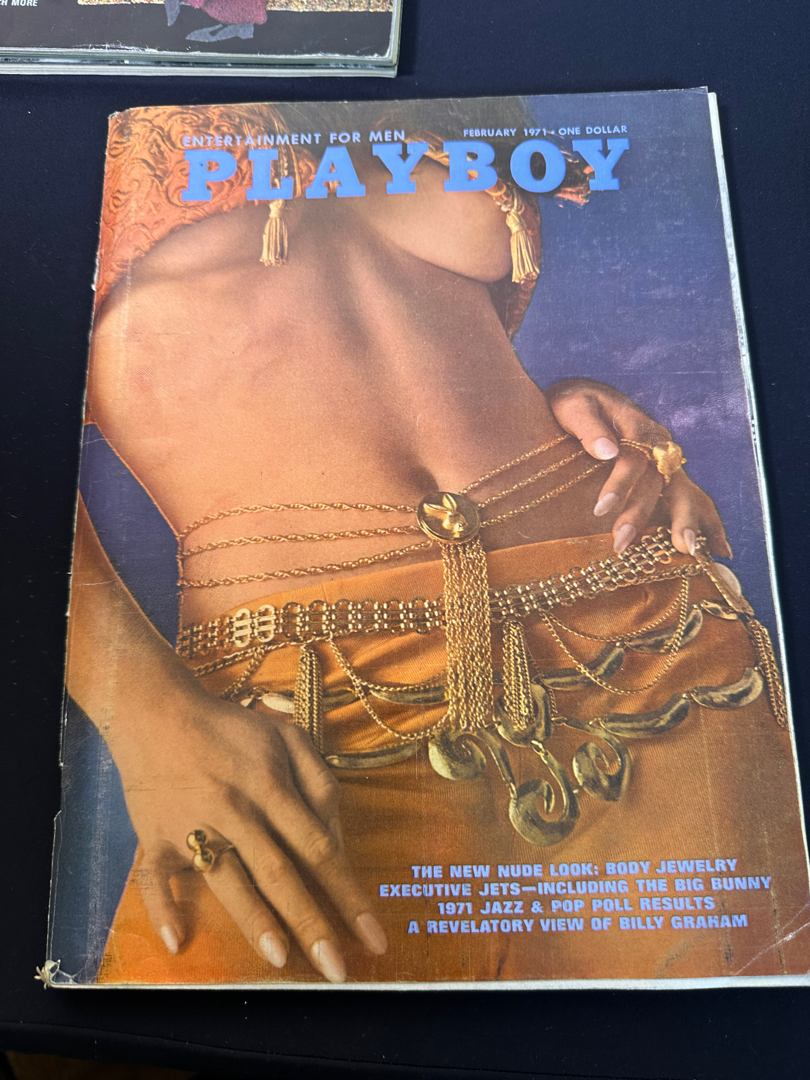 TH MORE
ENTERTAINMENT FOR MEN
FEBRUARY 1971 • ONE DOLLAR
PLAYBOY
THE NEW NUDE LOOK: BODY JEWELRY
EXECUTIVE JETS—INCLUDING THE BIG BUNNY
1971 JAZZ & POP POLL RESULTS
A REVELATORY VIEW OF BILLY GRAHAM